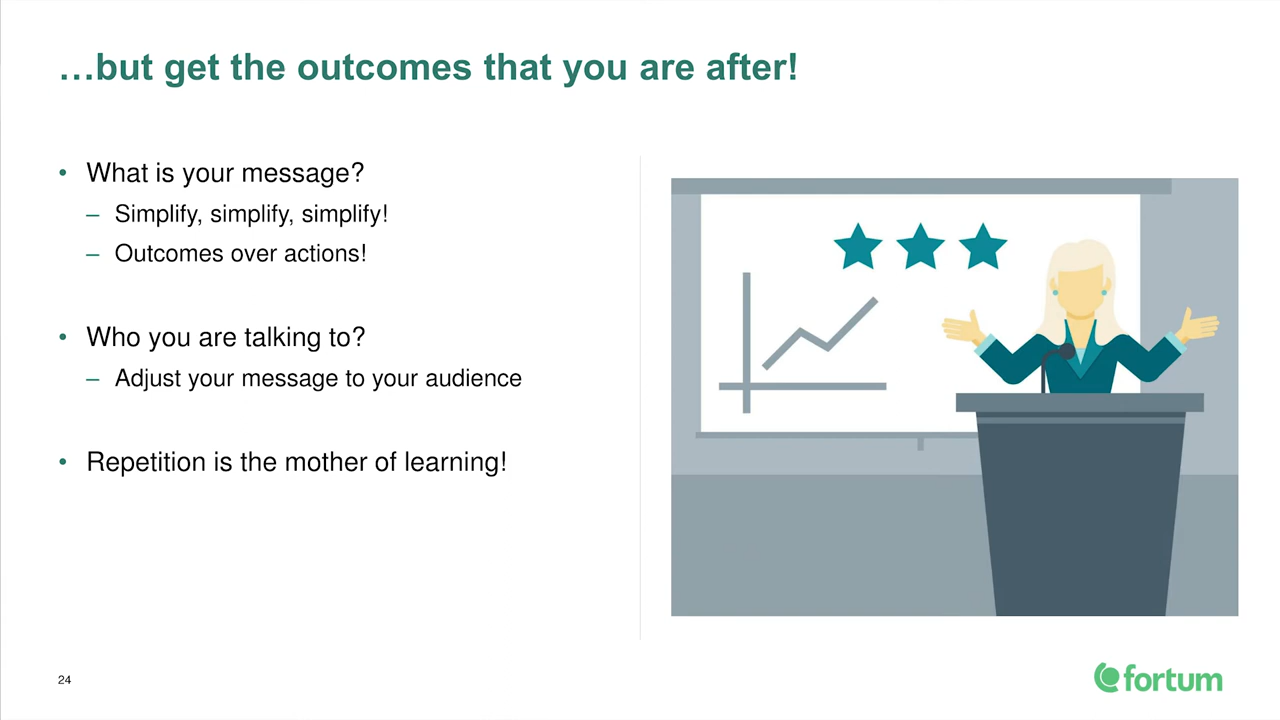 …but get the outcomes that you are after!
• What is your message?
– Simplify, simplify, simplify!
– Outcomes over actions!
• Who you are talking to?
– Adjust your message to your audience
• Repetition is the mother of learning!
24
fortum